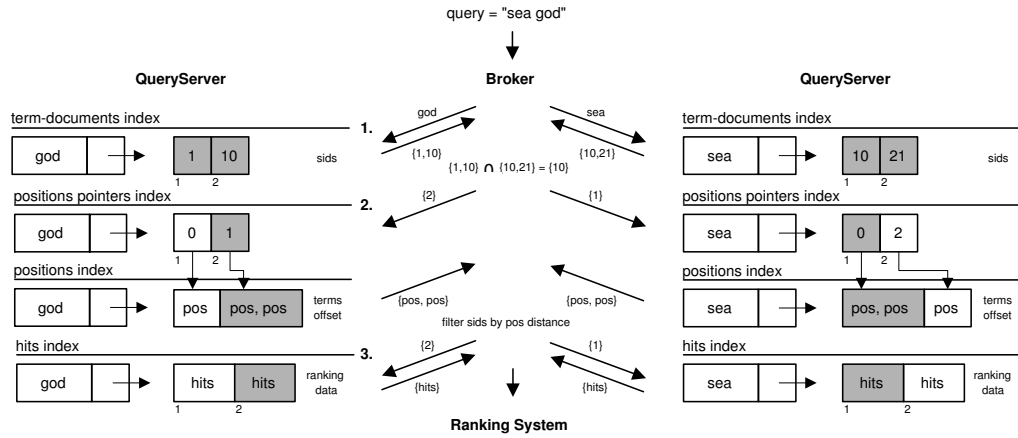 query = "sea god"
QueryServer
Broker
QueryServer
term-documents index
god
1 10
sids
1 2
1.
god
{1,10}
sea
{10,21}
{1,10} ∩ {10,21} = {10}
term-documents index
sea
10 21
sids
1 2
positions pointers index
god
0 1
1 2
2.
{2}
{1}
positions pointers index
sea
0 2
1 2
positions index
god
pos pos, pos
terms
offset
{pos, pos}
{pos, pos}
filter sids by pos distance
positions index
sea
pos, pos pos
terms
offset
hits index
god
hits hits
ranking
data
1 2
3.
{2}
{hits}
{1}
{hits}
hits index
sea
hits hits
ranking
data
1 2
Ranking System